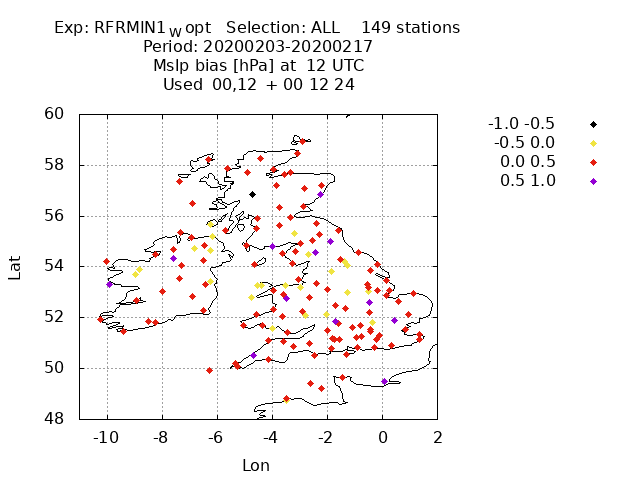 Exp: RFRMIN1_W opt Selection: ALL 149 stations
Period: 20200203-20200217
Mslp bias [hPa] at 12 UTC
Used 00,12 + 00 12 24
-1.0 -0.5
-0.5 0.0
0.0 0.5
0.5 1.0
60
58
56
54
52
50
48
Lat
-10 -8 -6 -4 -2 0 2
Lon